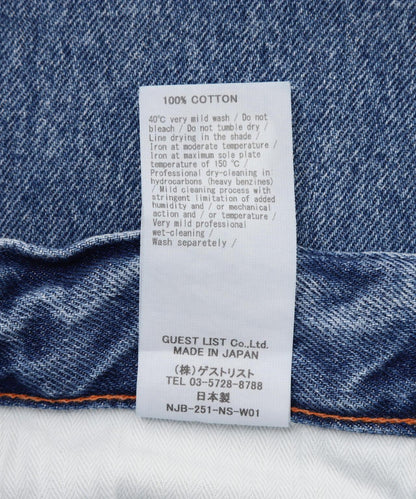 100% COTTON
40℃ very mild wash / Do not
bleach / Do not tumble dry /
Line drying in the shade /
Iron at moderate temperature /
Iron at maximum sole plate
temperature of 150 ℃ /
Professional dry-cleaning in
hydrocarbons (heavy benzines)
/ Mild cleaning process with
stringent limitation of added
humidity and / or mechanical
action and / or temperature /
Very mild professional
wet-cleaning /
Wash separetely /
GUEST LIST Co.,Ltd.
MADE IN JAPAN
(株)ゲストリスト
TEL 03-5728-8788
日本製
NJB-251-NS-W01